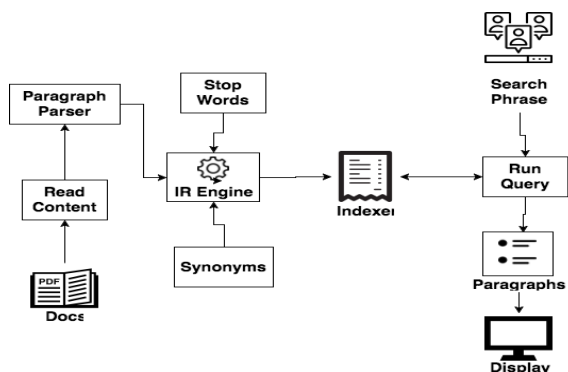 Search
Phrase
Stop
Words
Paragraph
Parser
IR Engine
Run
Query
Read
Content
Indexer
Synonyms
PDF
Docs
Paragraphs
Display